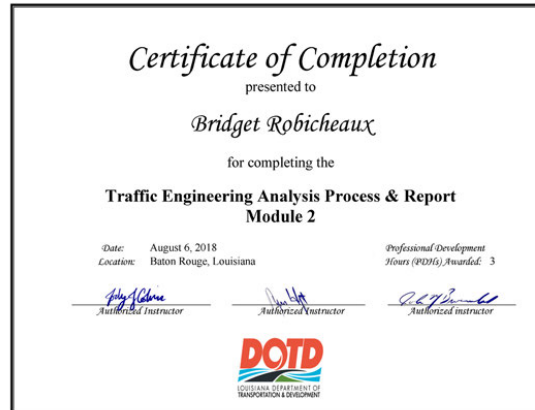 Certificate of Completion
presented to
Bridget Robicheaux
for completing the
Traffic Engineering Analysis Process & Report
Module 2
Date: August 6, 2018
Location: Baton Rouge, Louisiana
Professional Development
Hours (PDHs) Awarded: 3
Authorized Instructor
Authorized Instructor
Authorized instructor
DOTD
LOUISIANA DEPARTMENT OF
TRANSPORTATION & DEVELOPMENT